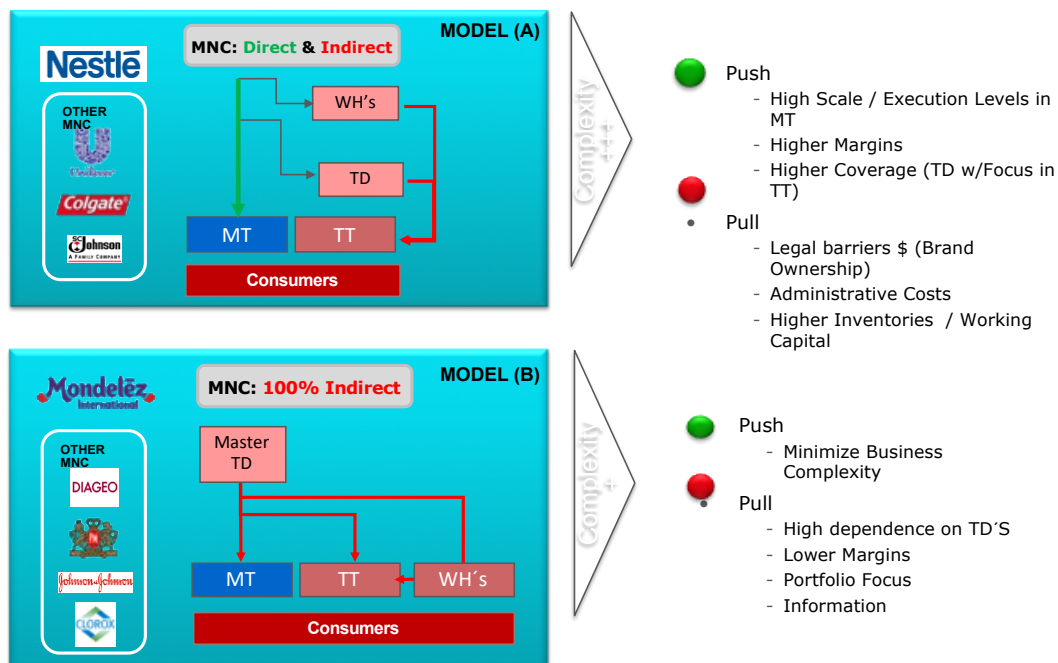 MODEL (A)
MNC: Direct & Indirect
Nestlé
OTHER
MNC
Unilever
Colgate
SC
Johnson
A FAMILY COMPANY
WH's
TD
MT
TT
Consumers
Complexity
+++
Push
- High Scale / Execution Levels in
MT
- Higher Margins
- Higher Coverage (TD w/Focus in
TT)
• Pull
- Legal barriers $ (Brand
Ownership)
- Administrative Costs
- Higher Inventories / Working
Capital
MODEL (B)
MNC: 100% Indirect
Mondelēz
International
OTHER
MNC
DIAGEO
Johnson&Johnson
CLOROX
Master
TD
MT
TT
WH´s
Consumers
Complexity
+
Push
- Minimize Business
Complexity
• Pull
- High dependence on TD´S
- Lower Margins
- Portfolio Focus
- Information